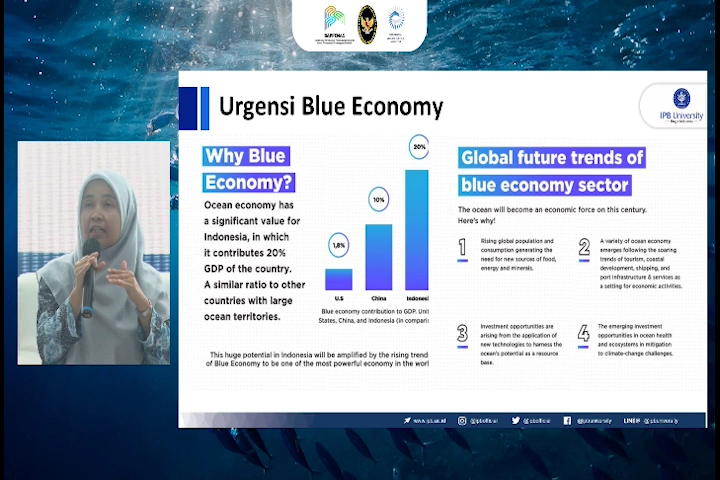 BAPPENAS
Urgensi Blue Economy
IPB University
Why Blue
Economy?
Ocean economy has
a significant value for
Indonesia, in which
it contributes 20%
GDP of the country.
A similar ratio to other
countries with large
ocean territories.
1,8%
10%
20%
U.S
China
Indonesi
Blue economy contribution to GDP. Unit
States, China, and Indonesia (in comparis
This huge potential in Indonesia will be amplified by the rising trend
of Blue Economy to be one of the most powerful economy in the worl
Global future trends of
blue economy sector
The ocean will become an economic force on this century.
Here's why!
1
Rising global population and
consumption generating the
need for new sources of food,
energy and minerals.
2
A variety of ocean economy
emerges following the soaring
trends of tourism, coastal
development, shipping, and
port infrastructure & services as
a setting for economic activities.
3
Investment opportunities are
arising from the application of
new technologies to harness the
ocean's potential as a resource
base.
4
The emerging investment
opportunities in ocean health
and ecosystems in mitigation
to climate-change challenges.
www.ipb.ac.id
@ipbofficial
@ipbofficial
@ipbuniversity
LINE@ @ipbuniversity